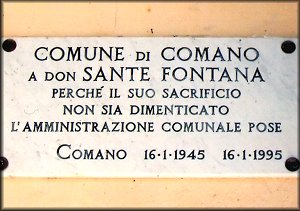 COMUNE DI COMANO
A DON SANTE FONTANA
PERCHÉ IL SUO SACRIFICIO
NON SIA DIMENTICATO
L'AMMINISTRAZIONE COMUNALE POSE
COMANO 16·1·1945 16·1·1995